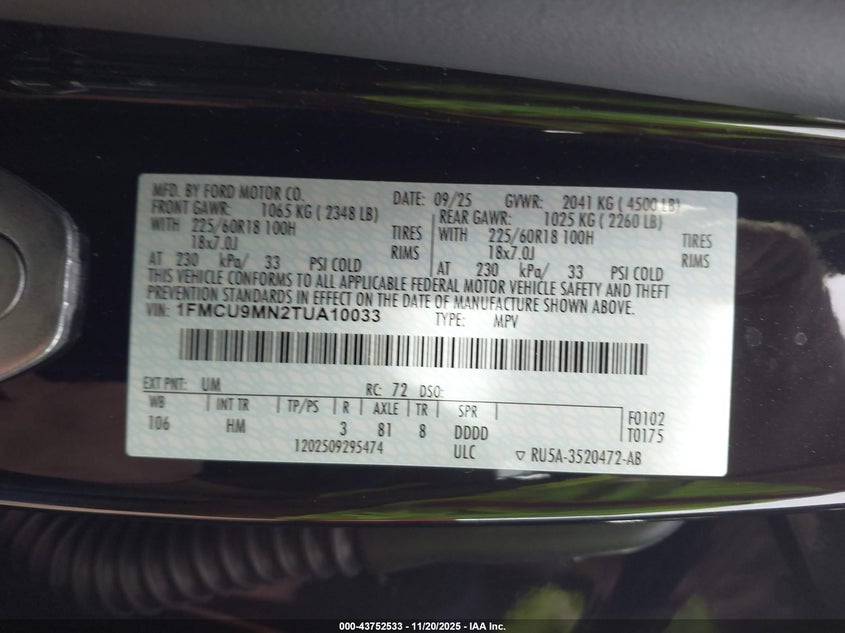 MFD. BY FORD MOTOR CO. DATE: 09/25 GVWR: 2041 KG ( 4500 LB)
FRONT GAWR: 1065 KG ( 2348 LB) REAR GAWR: 1025 KG ( 2260 LB)
WITH 225/60R18 100H TIRES WITH 225/60R18 100H TIRES
18x7.0J RIMS 18x7.0J RIMS
AT 230 kPa/ 33 PSI COLD AT 230 kPa/ 33 PSI COLD
THIS VEHICLE CONFORMS TO ALL APPLICABLE FEDERAL MOTOR VEHICLE SAFETY AND THEFT
PREVENTION STANDARDS IN EFFECT ON THE DATE OF MANUFACTURE SHOWN ABOVE.
VIN: 1FMCU9MN2TUA10033 TYPE: MPV
EXT PNT: UM RC: 72 DSO:
WB INT TR TP/PS R AXLE TR SPR F0102
106 HM 3 81 8 DDDD T0175
1202509295474 ULC ▽ RU5A-3520472-AB
000-43752533 - 11/20/2025 - IAA Inc.